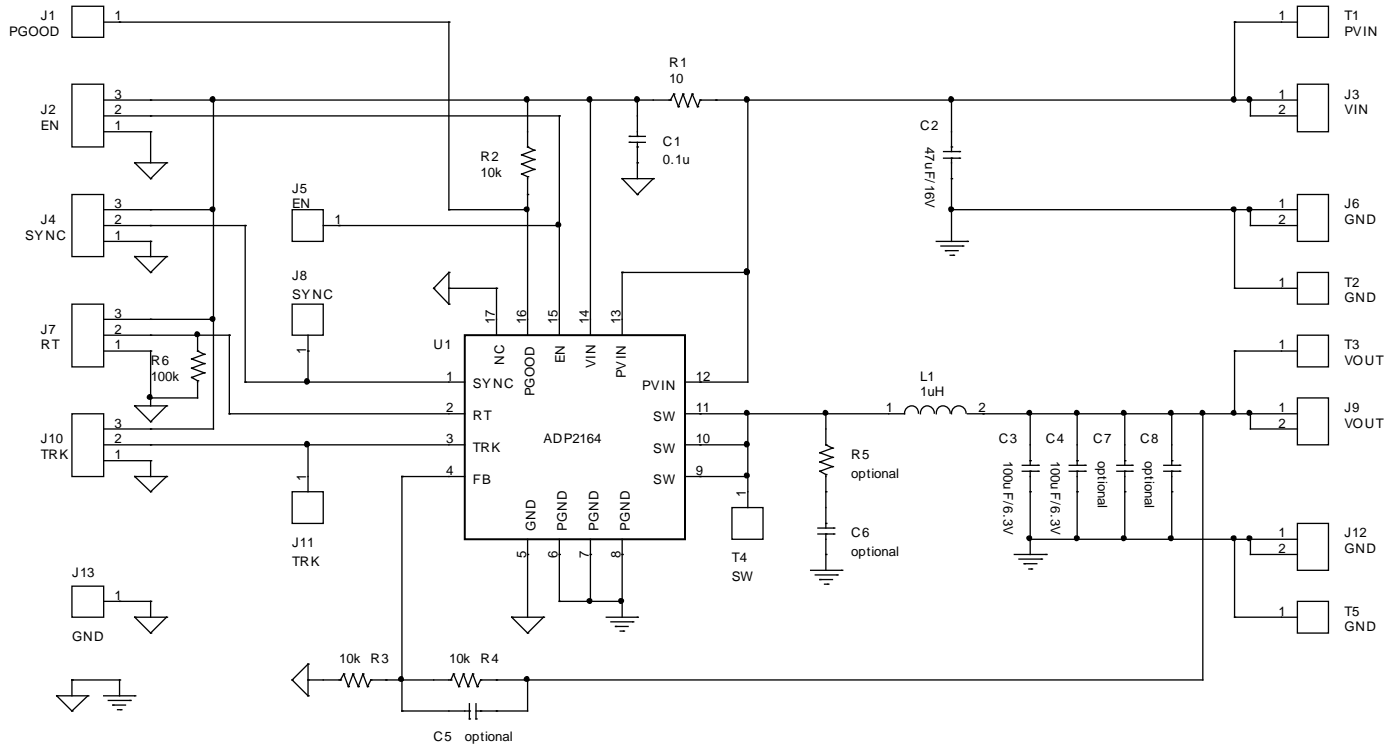 J1
PGOOD
1
T1
PVIN
1
R1
10
J2
EN
3
2
1
J3
VIN
1
2
C2
47uF/16V
C1
0.1u
R2
10k
J5
EN
1
J4
SYNC
3
2
1
J6
GND
1
2
J8
SYNC
1
T2
GND
1
J7
RT
3
2
1
R6
100k
17
16
15
14
13
U1
NC
PGOOD
EN
VIN
PVIN
T3
VOUT
1
1
SYNC
PVIN
12
L1
1uH
1
2
2
RT
SW
11
J9
VOUT
1
2
J10
TRK
3
2
1
3
TRK
ADP2164
SW
10
4
FB
SW
9
C3
100uF/6.3V
C4
100uF/6.3V
C7
optional
C8
optional
R5
optional
1
J11
TRK
GND
PGND
PGND
PGND
5
6
7
8
1
T4
SW
C6
optional
J12
GND
1
2
J13
1
GND
T5
GND
1
10k R3
10k R4
C5 optional